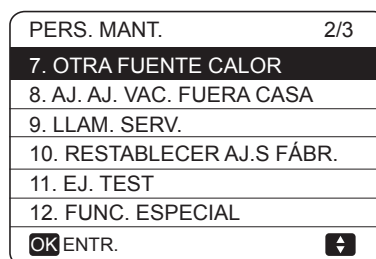 PERS. MANT. 2/3
7. OTRA FUENTE CALOR
8. AJ. AJ. VAC. FUERA CASA
9. LLAM. SERV.
10. RESTABLECER AJ.S FÁBR.
11. EJ. TEST
12. FUNC. ESPECIAL
OK ENTR.